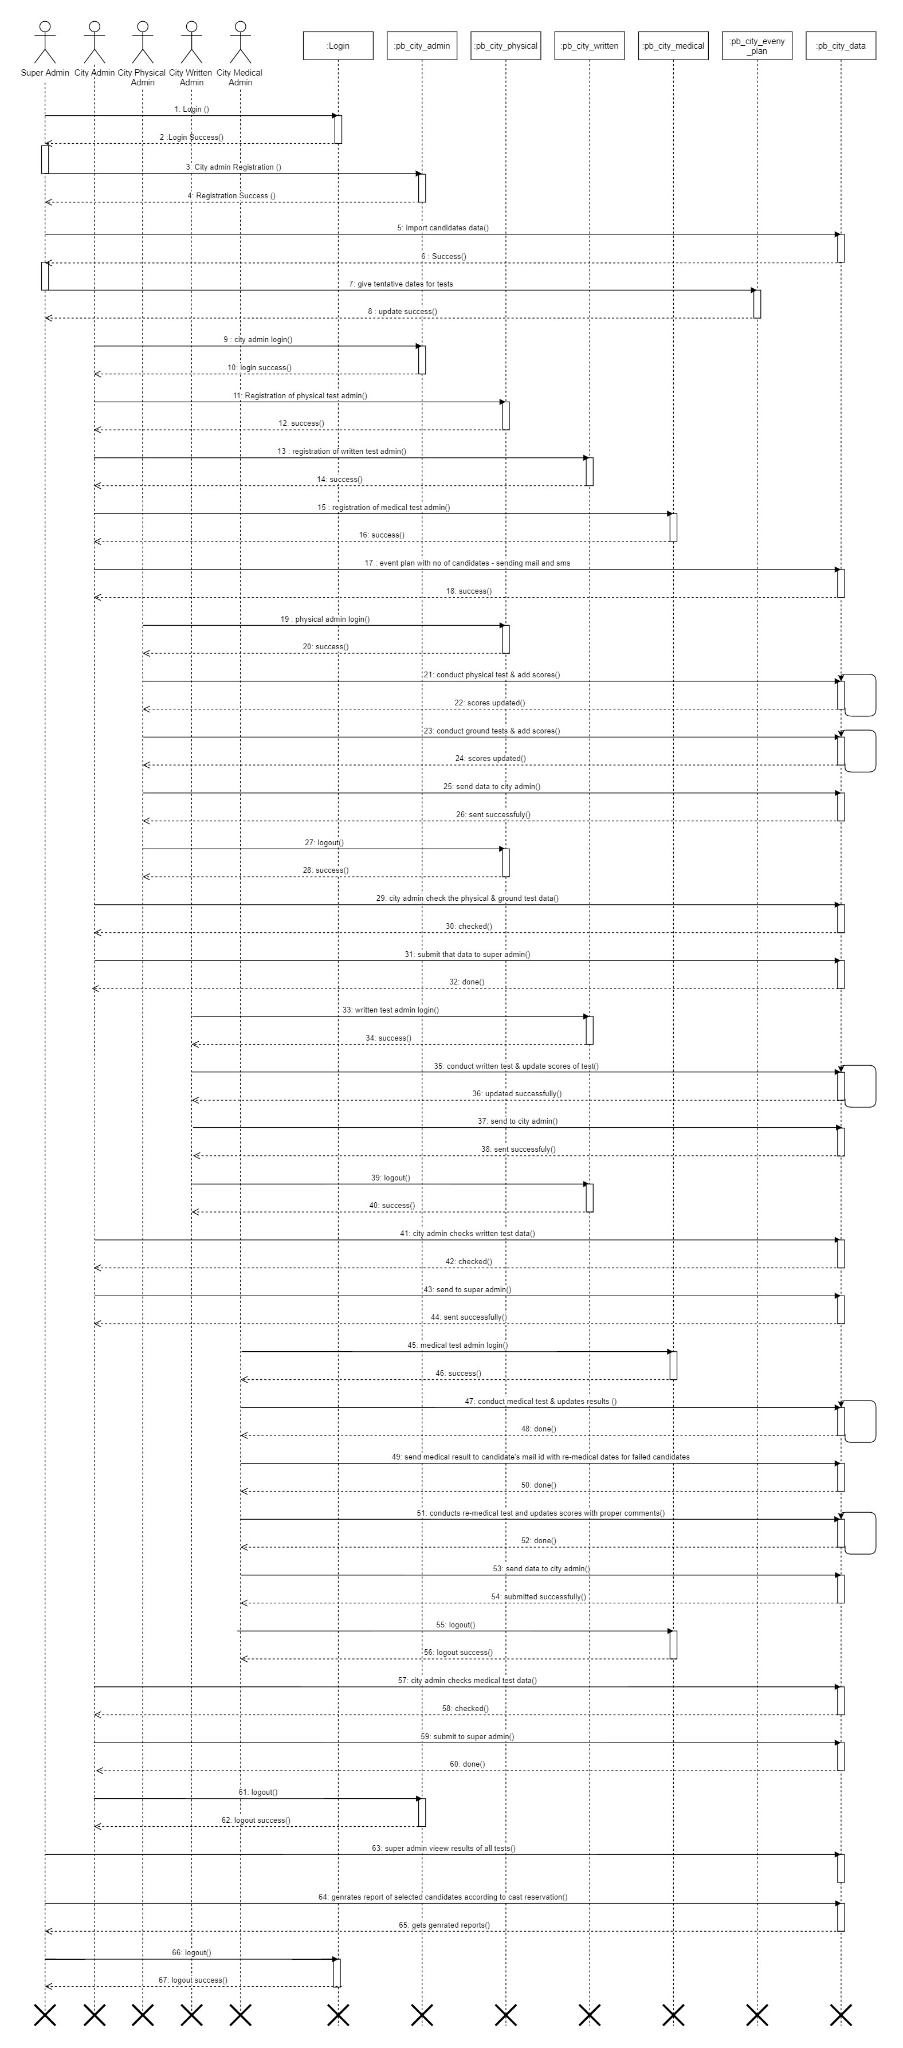 :Login
:pb_city_admin
:pb_city_physical
:pb_city_written
:pb_city_medical
:pb_city_eveny
_plan
:pb_city_data
Super Admin
City Admin
City Physical
Admin
City Written
Admin
City Medical
Admin
1: Login ()
2 :Login Success()
3: City admin Registration ()
4: Registration Success ()
5: import candidates data()
6 : Success()
7: give tentative dates for tests
8 : update success()
9 : city admin login()
10: login success()
11: Registration of physical test admin()
12: success()
13 : registration of written test admin()
14: success()
15 : registration of medical test admin()
16: success()
17 : event plan with no of candidates - sending mail and sms
18: success()
19 : physical admin login()
20: success()
21: conduct physical test & add scores()
22: scores updated()
23: conduct ground tests & add scores()
24: scores updated()
25: send data to city admin()
26: sent successfuly()
27: logout()
28: success()
29: city admin check the physical & ground test data()
30: checked()
31: submit that data to super admin()
32: done()
33: written test admin login()
34: success()
35: conduct written test & update scores of test()
36: updated successfully()
37: send to city admin()
38: sent successfuly()
39: logout()
40: success()
41: city admin checks written test data()
42: checked()
43: send to super admin()
44: sent successfully()
45: medical test admin login()
46: success()
47: conduct medical test & updates results ()
48: done()
49: send medical result to candidate's mail id with re-medical dates for failed candidates
50: done()
51: conducts re-medical test and updates scores with proper comments()
52: done()
53: send data to city admin()
54: submitted successfully()
55: logout()
56: logout success()
57: city admin checks medical test data()
58: checked()
59: submit to super admin()
60: done()
61: logout()
62: logout success()
63: super admin vieew results of all tests()
64: genrates report of selected candidates according to cast reservation()
65: gets genrated reports()
66: logout()
67: logout success()